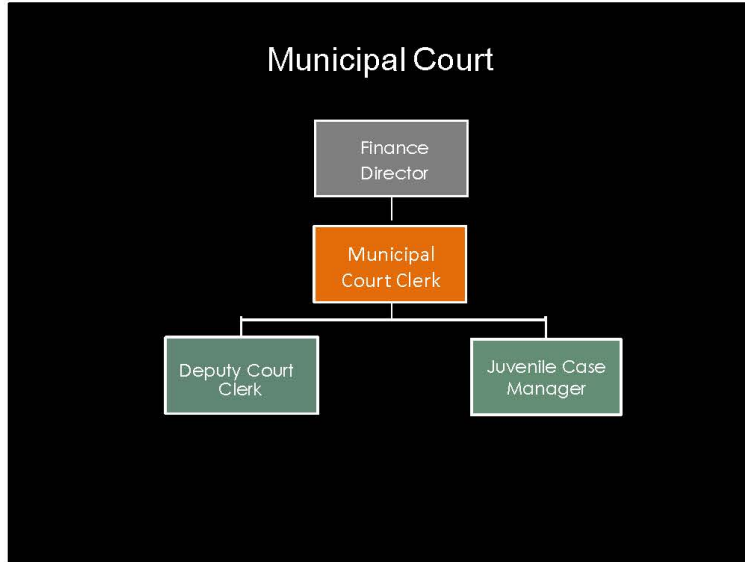 Municipal Court
Finance
Director
Municipal
Court Clerk
Deputy Court
Clerk
Juvenile Case
Manager